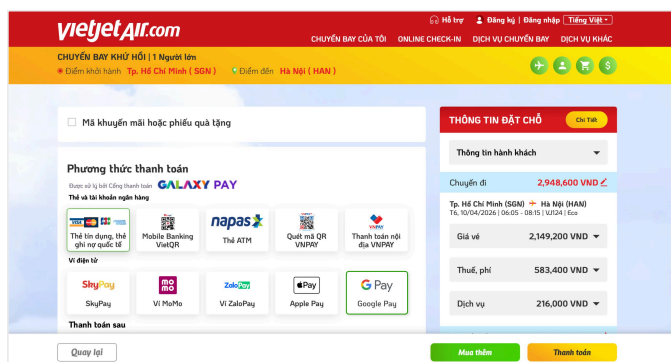 vietjetAir.com
Hỗ trợ Đăng ký | Đăng nhập Tiếng Việt
CHUYẾN BAY CỦA TÔI ONLINE CHECK-IN DỊCH VỤ CHUYẾN BAY DỊCH VỤ KHÁC
CHUYẾN BAY KHỨ HỒI | 1 Người lớn
Điểm khởi hành Tp. Hồ Chí Minh ( SGN ) Điểm đến Hà Nội ( HAN )
Mã khuyến mãi hoặc phiếu quà tặng
Phương thức thanh toán
Được xử lý bởi Cổng thanh toán GALAXY PAY
Thẻ và tài khoản ngân hàng
VISA
napas
VNPAY
Thẻ tín dụng, thẻ ghi nợ quốc tế
Mobile Banking VietQR
Thẻ ATM
Quét mã QR VNPAY
Thanh toán nội địa VNPAY
Ví điện tử
SkyPay
SkyPay
mo mo
Ví MoMo
ZaloPay
Ví ZaloPay
Pay
Apple Pay
G Pay
Google Pay
Thanh toán sau
THÔNG TIN ĐẶT CHỖ Chi Tiết
Thông tin hành khách
Chuyến đi 2,948,600 VND
Tp. Hồ Chí Minh (SGN) Hà Nội (HAN)
T6, 10/04/2026 | 06:05 - 08:15 | VJ124 | Eco
Giá vé 2,149,200 VND
Thuế, phí 583,400 VND
Dịch vụ 216,000 VND
Quay lại
Mua thêm
Thanh toán